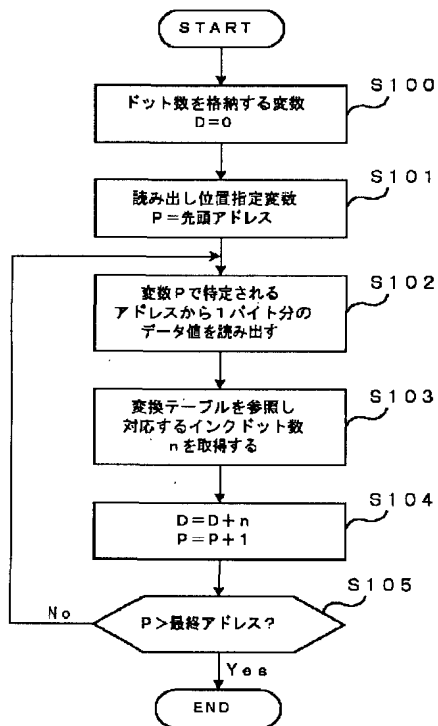 START
S100
ドット数を格納する変数
D=0
S101
読み出し位置指定変数
P=先頭アドレス
S102
変数Pで特定される
アドレスから1バイト分の
データ値を読み出す
S103
変換テーブルを参照し
対応するインクドット数
nを取得する
S104
D=D+n
P=P+1
S105
P>最終アドレス?
No
Yes
END